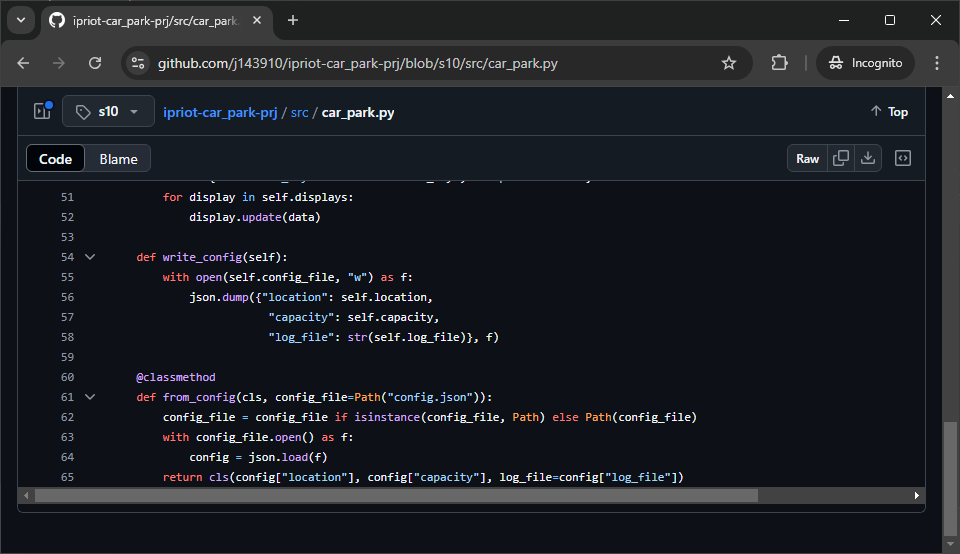 ipriot-car_park-prj/src/car_park.
github.com/j143910/ipriot-car_park-prj/blob/s10/src/car_park.py
Incognito
s10
ipriot-car_park-prj / src / car_park.py
Top
Code
Blame
Raw
51 for display in self.displays:
52 display.update(data)
53
54 def write_config(self):
55 with open(self.config_file, "w") as f:
56 json.dump({"location": self.location,
57 "capacity": self.capacity,
58 "log_file": str(self.log_file)}, f)
59
60 @classmethod
61 def from_config(cls, config_file=Path("config.json")):
62 config_file = config_file if isinstance(config_file, Path) else Path(config_file)
63 with config_file.open() as f:
64 config = json.load(f)
65 return cls(config["location"], config["capacity"], log_file=config["log_file"])